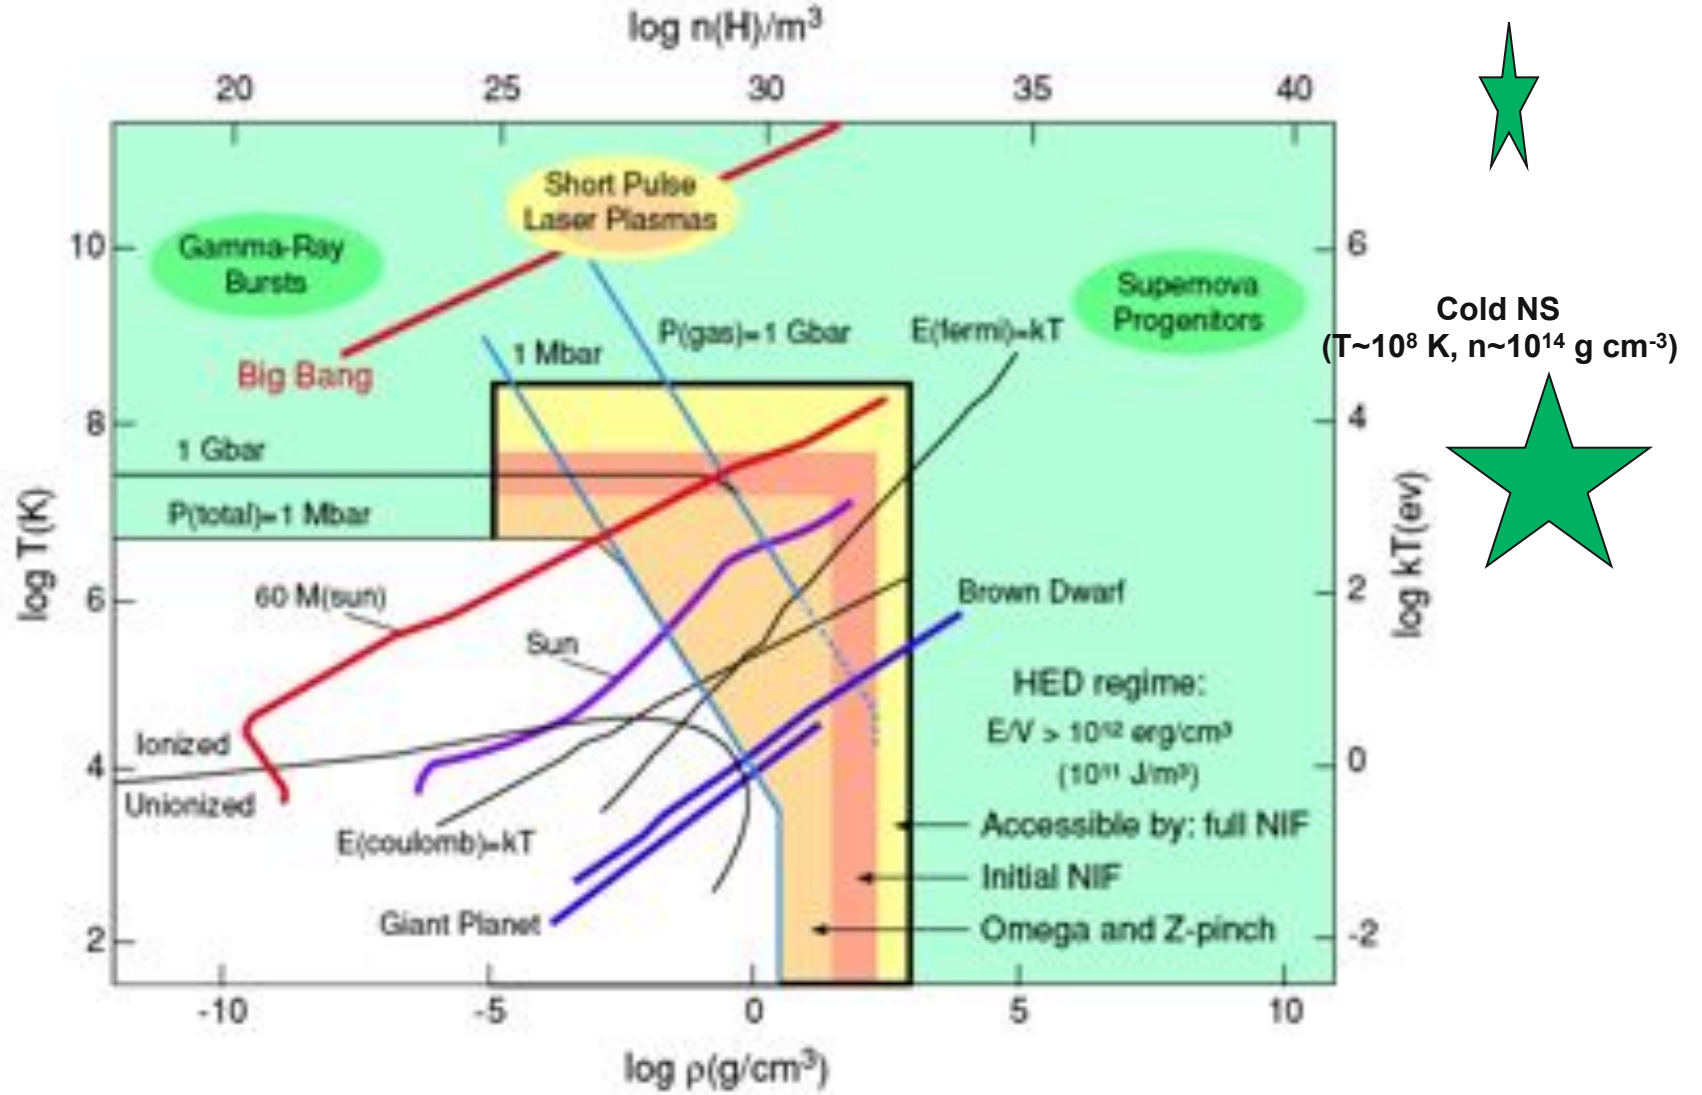 log n(H)/m³
20 25 30 35 40
Short Pulse
Laser Plasmas
Gamma-Ray
Bursts
10
6
Supernova
Progenitors
Cold NS
(T~10⁸ K, n~10¹⁴ g cm⁻³)
P(gas)=1 Gbar
E(fermi)=kT
1 Mbar
Big Bang
8
4
1 Gbar
P(total)=1 Mbar
log T(K)
log kT(ev)
6
2
60 M(sun)
Brown Dwarf
Sun
HED regime:
E/V > 10¹² erg/cm³
(10¹¹ J/m³)
Ionized
4
0
Unionized
Accessible by: full NIF
E(coulomb)=kT
Initial NIF
Giant Planet
Omega and Z-pinch
2
-2
-10 -5 0 5 10
log ρ(g/cm³)